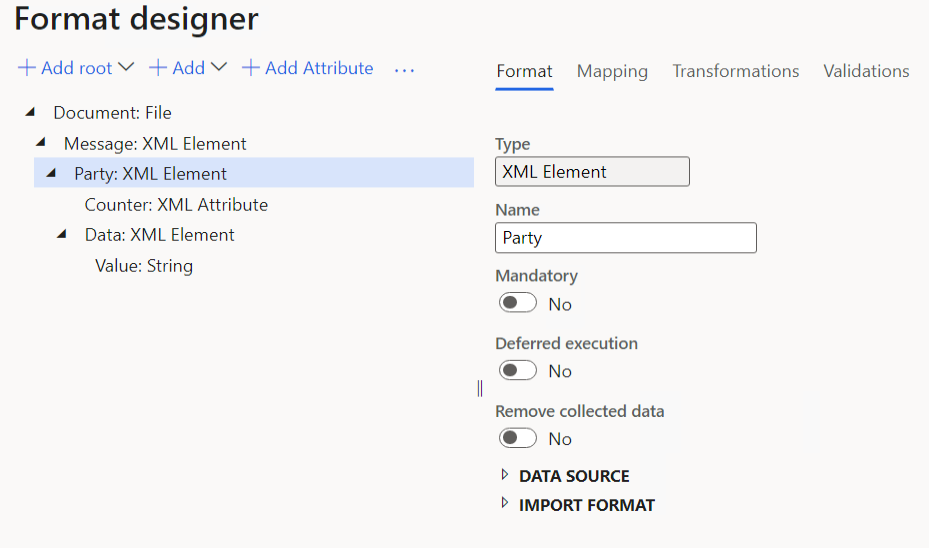 Format designer
Add root
Add
Add Attribute
...
Document: File
Message: XML Element
Party: XML Element
Counter: XML Attribute
Data: XML Element
Value: String
Format
Mapping
Transformations
Validations
Type
XML Element
Name
Party
Mandatory
No
Deferred execution
No
Remove collected data
No
DATA SOURCE
IMPORT FORMAT